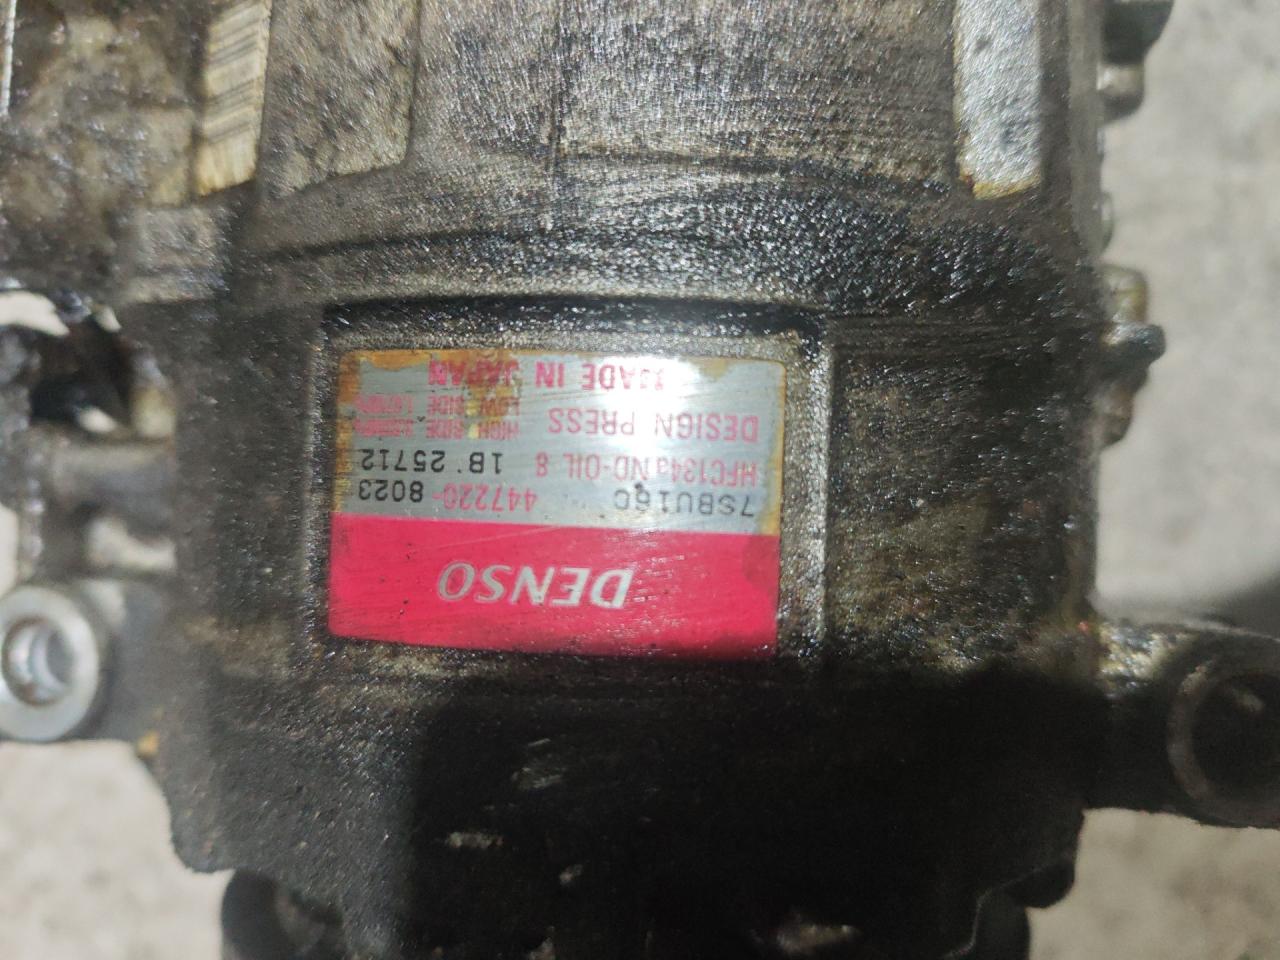 DENSO
7SBU16C 447220-8023
HFC134a ND-OIL 8 1B' 25712
DESIGN PRESS HIGH SIDE
LOW SIDE
MADE IN JAPAN